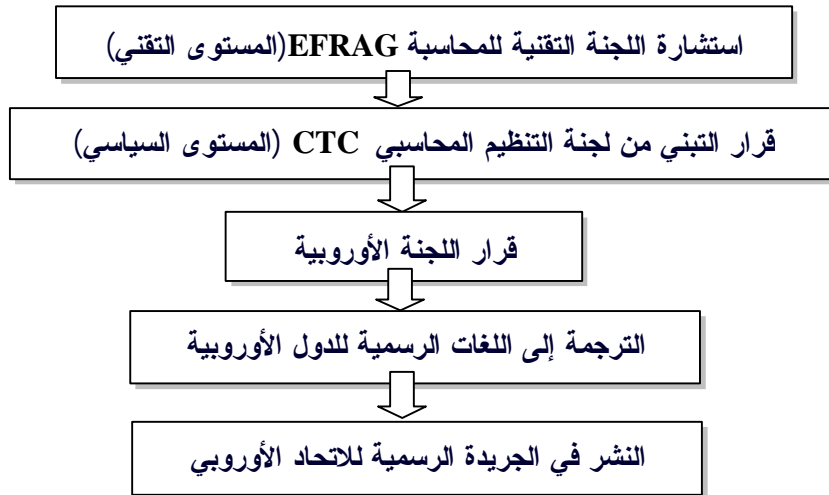 استشارة اللجنة التقنية للمحاسبة EFRAG(المستوى التقني)
قرار التبني من لجنة التنظيم المحاسبي CTC (المستوى السياسي)
قرار اللجنة الأوروبية
الترجمة إلى اللغات الرسمية للدول الأوروبية
النشر في الجريدة الرسمية للاتحاد الأوروبي